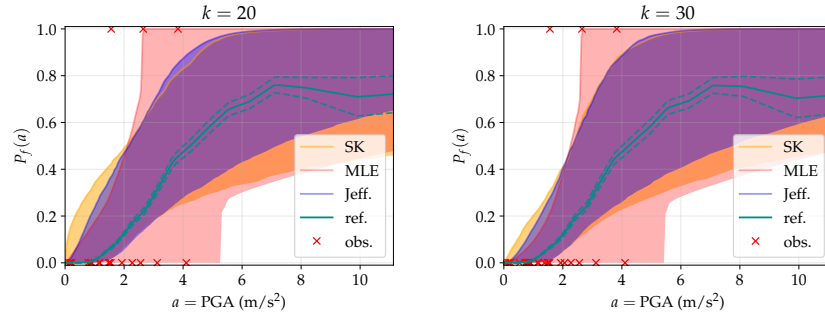 k = 20
1.0
0.8
0.6
0.4
0.2
0.0
P_f(a)
0
2
4
6
8
10
a = PGA (m/s²)
SK
MLE
Jeff.
ref.
obs.
k = 30
1.0
0.8
0.6
0.4
0.2
0.0
P_f(a)
0
2
4
6
8
10
a = PGA (m/s²)
SK
MLE
Jeff.
ref.
obs.